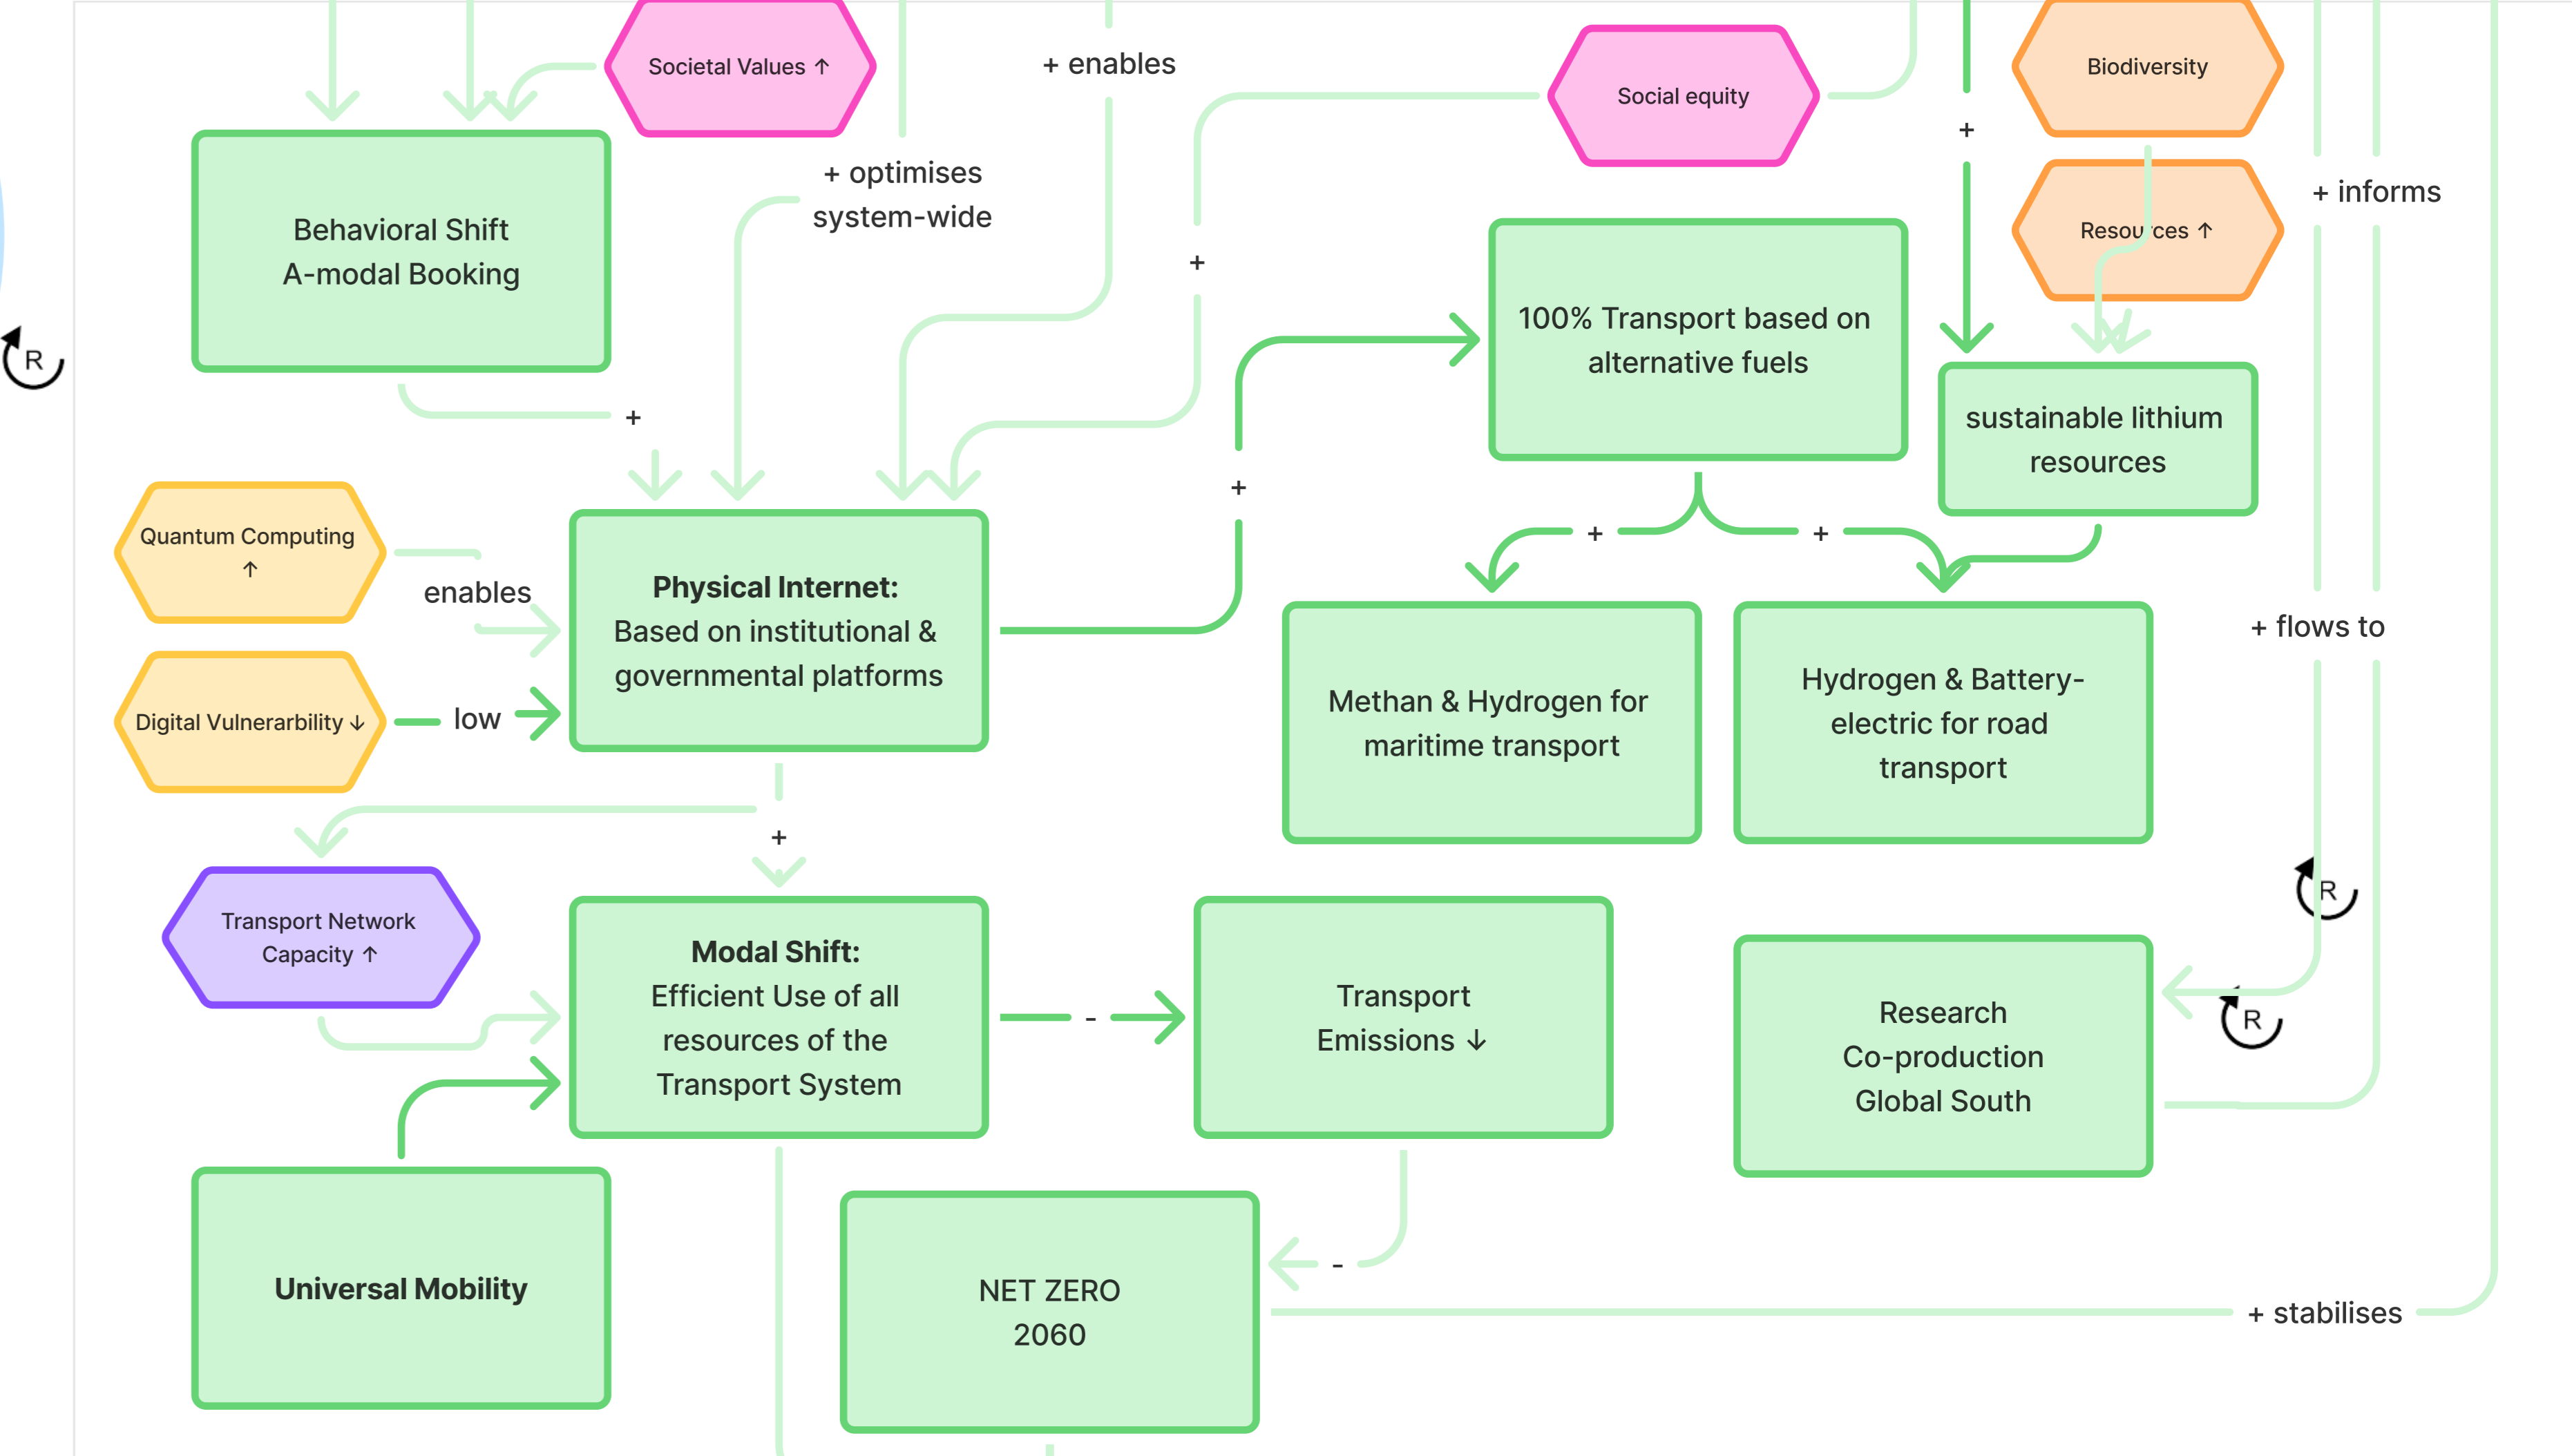 Societal Values ↑
+ enables
Social equity
Biodiversity
+
+ optimises
system-wide
+ informs
Behavioral Shift
A-modal Booking
Resources ↑
+
100% Transport based on
alternative fuels
R
+
sustainable lithium
resources
+
Quantum Computing
↑
enables
+
+
Physical Internet:
Based on institutional &
governmental platforms
+ flows to
Digital Vulnerarbility ↓
low
Methan & Hydrogen for
maritime transport
Hydrogen & Battery-
electric for road
transport
+
R
Transport Network
Capacity ↑
Modal Shift:
Efficient Use of all
resources of the
Transport System
-
Transport
Emissions ↓
Research
Co-production
Global South
R
Universal Mobility
-
NET ZERO
2060
+ stabilises